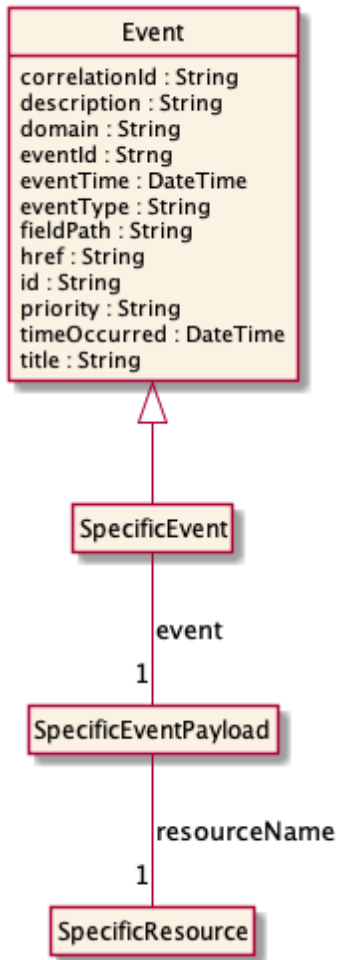 Event
correlationId : String
description : String
domain : String
eventId : Strng
eventTime : DateTime
eventType : String
fieldPath : String
href : String
id : String
priority : String
timeOccurred : DateTime
title : String
SpecificEvent
event
1
SpecificEventPayload
resourceName
1
SpecificResource